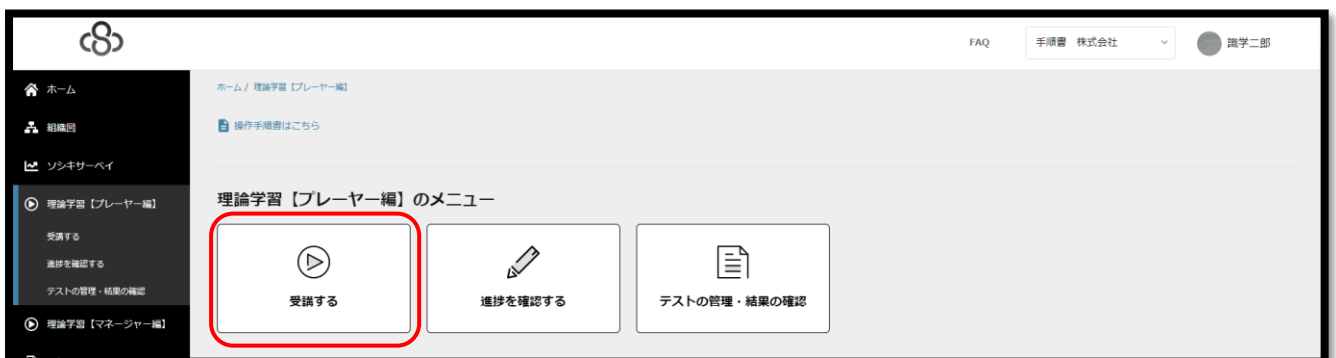 FAQ
手順書 株式会社
識学二郎
ホーム
組織図
ソシキサーベイ
理論学習【プレーヤー編】
受講する
進捗を確認する
テストの管理・結果の確認
理論学習【マネージャー編】
ホーム / 理論学習【プレーヤー編】
操作手順書はこちら
理論学習【プレーヤー編】のメニュー
受講する
進捗を確認する
テストの管理・結果の確認